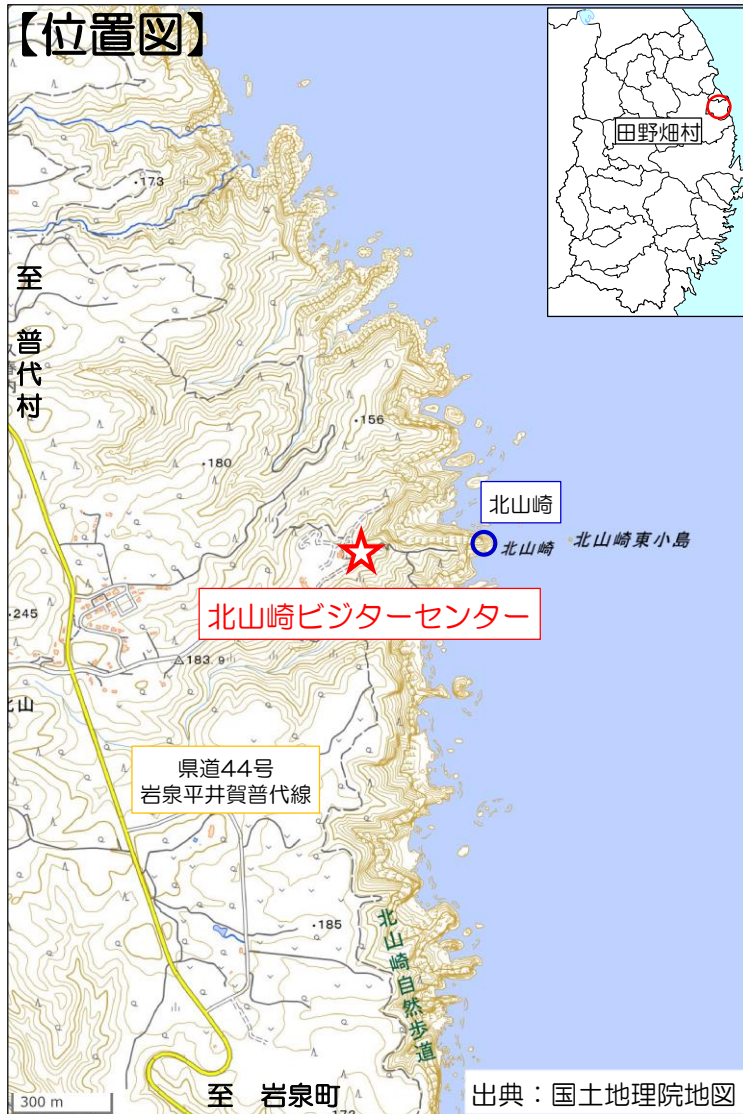 【位置図】
田野畑村
・173
至 普代村
・156
・180
北山崎
北山崎
北山崎東小島
北山崎ビジターセンター
・245
183.9
北山
県道44号
岩泉平井賀普代線
・185
北山崎自然歩道
300 m
至 岩泉町
出典：国土地理院地図